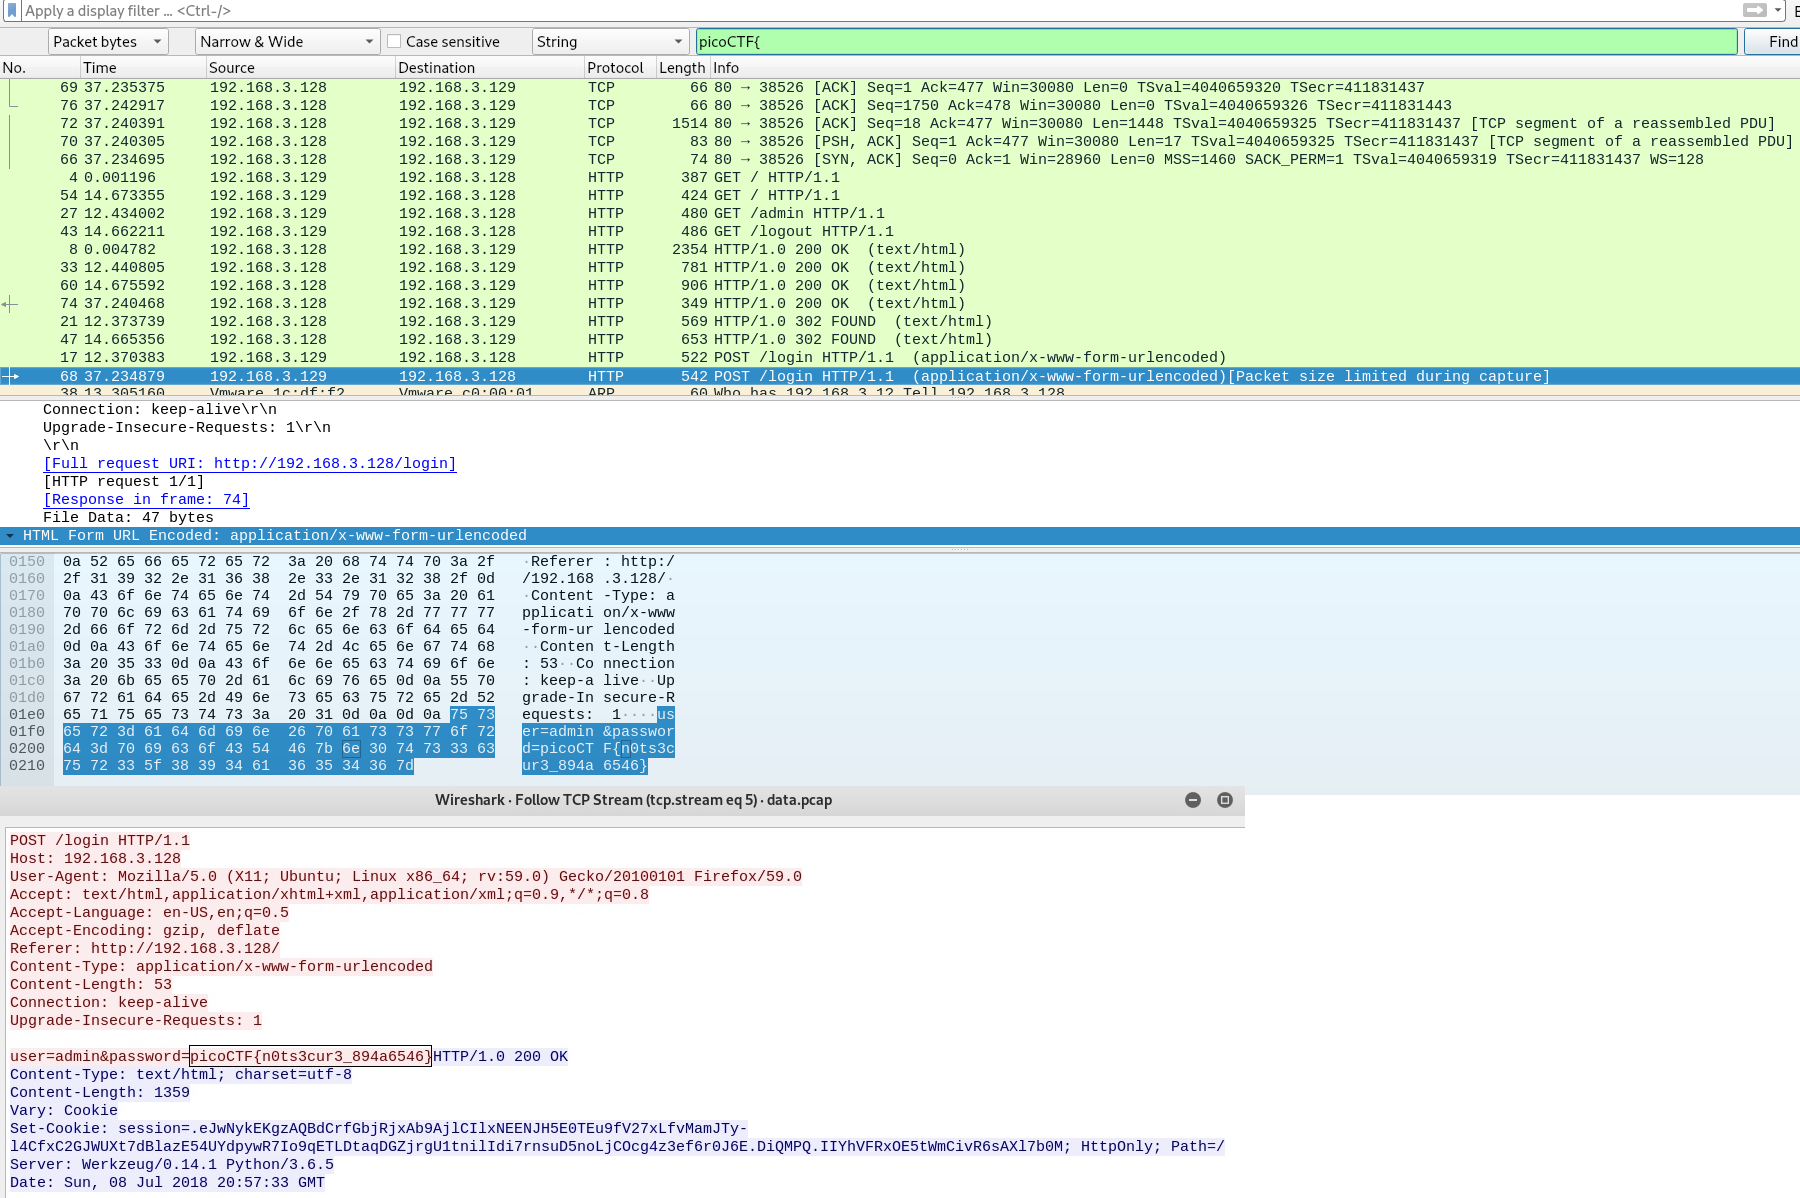 Apply a display filter … <Ctrl-/>
Packet bytes Narrow & Wide Case sensitive String picoCTF{ Find
No. Time Source Destination Protocol Length Info
69 37.235375 192.168.3.128 192.168.3.129 TCP 66 80 → 38526 [ACK] Seq=1 Ack=477 Win=30080 Len=0 TSval=4040659320 TSecr=411831437
76 37.242917 192.168.3.128 192.168.3.129 TCP 66 80 → 38526 [ACK] Seq=1750 Ack=478 Win=30080 Len=0 TSval=4040659326 TSecr=411831443
72 37.240391 192.168.3.128 192.168.3.129 TCP 1514 80 → 38526 [ACK] Seq=18 Ack=477 Win=30080 Len=1448 TSval=4040659325 TSecr=411831437 [TCP segment of a reassembled PDU]
70 37.240305 192.168.3.128 192.168.3.129 TCP 83 80 → 38526 [PSH, ACK] Seq=1 Ack=477 Win=30080 Len=17 TSval=4040659325 TSecr=411831437 [TCP segment of a reassembled PDU]
66 37.234695 192.168.3.128 192.168.3.129 TCP 74 80 → 38526 [SYN, ACK] Seq=0 Ack=1 Win=28960 Len=0 MSS=1460 SACK_PERM=1 TSval=4040659319 TSecr=411831437 WS=128
4 0.001196 192.168.3.129 192.168.3.128 HTTP 387 GET / HTTP/1.1
54 14.673355 192.168.3.129 192.168.3.128 HTTP 424 GET / HTTP/1.1
27 12.434002 192.168.3.129 192.168.3.128 HTTP 480 GET /admin HTTP/1.1
43 14.662211 192.168.3.129 192.168.3.128 HTTP 486 GET /logout HTTP/1.1
8 0.004782 192.168.3.128 192.168.3.129 HTTP 2354 HTTP/1.0 200 OK (text/html)
33 12.440805 192.168.3.128 192.168.3.129 HTTP 781 HTTP/1.0 200 OK (text/html)
60 14.675592 192.168.3.128 192.168.3.129 HTTP 906 HTTP/1.0 200 OK (text/html)
74 37.240468 192.168.3.128 192.168.3.129 HTTP 349 HTTP/1.0 200 OK (text/html)
21 12.373739 192.168.3.128 192.168.3.129 HTTP 569 HTTP/1.0 302 FOUND (text/html)
47 14.665356 192.168.3.128 192.168.3.129 HTTP 653 HTTP/1.0 302 FOUND (text/html)
17 12.370383 192.168.3.129 192.168.3.128 HTTP 522 POST /login HTTP/1.1 (application/x-www-form-urlencoded)
68 37.234879 192.168.3.129 192.168.3.128 HTTP 542 POST /login HTTP/1.1 (application/x-www-form-urlencoded)[Packet size limited during capture]
38 13.305160 Vmware_1c:df:f2 Vmware_c0:00:01 ARP 60 Who has 192.168.3.1? Tell 192.168.3.128
Connection: keep-alive\r\n
Upgrade-Insecure-Requests: 1\r\n
\r\n
[Full request URI: http://192.168.3.128/login]
[HTTP request 1/1]
[Response in frame: 74]
File Data: 47 bytes
HTML Form URL Encoded: application/x-www-form-urlencoded
0150 0a 52 65 66 65 72 65 72 3a 20 68 74 74 70 3a 2f ·Referer : http:/
0160 2f 31 39 32 2e 31 36 38 2e 33 2e 31 32 38 2f 0d /192.168 .3.128/·
0170 0a 43 6f 6e 74 65 6e 74 2d 54 79 70 65 3a 20 61 ·Content -Type: a
0180 70 70 6c 69 63 61 74 69 6f 6e 2f 78 2d 77 77 77 pplicati on/x-www
0190 2d 66 6f 72 6d 2d 75 72 6c 65 6e 63 6f 64 65 64 -form-ur lencoded
01a0 0d 0a 43 6f 6e 74 65 6e 74 2d 4c 65 6e 67 74 68 ··Conten t-Length
01b0 3a 20 35 33 0d 0a 43 6f 6e 6e 65 63 74 69 6f 6e : 53··Co nnection
01c0 3a 20 6b 65 65 70 2d 61 6c 69 76 65 0d 0a 55 70 : keep-a live··Up
01d0 67 72 61 64 65 2d 49 6e 73 65 63 75 72 65 2d 52 grade-In secure-R
01e0 65 71 75 65 73 74 73 3a 20 31 0d 0a 0d 0a 75 73 equests: 1····us
01f0 65 72 3d 61 64 6d 69 6e 26 70 61 73 73 77 6f 72 er=admin &passwor
0200 64 3d 70 69 63 6f 43 54 46 7b 6e 30 74 73 33 63 d=picoCT F{n0ts3c
0210 75 72 33 5f 38 39 34 61 36 35 34 36 7d ur3_894a 6546}
Wireshark · Follow TCP Stream (tcp.stream eq 5) · data.pcap
POST /login HTTP/1.1
Host: 192.168.3.128
User-Agent: Mozilla/5.0 (X11; Ubuntu; Linux x86_64; rv:59.0) Gecko/20100101 Firefox/59.0
Accept: text/html,application/xhtml+xml,application/xml;q=0.9,*/*;q=0.8
Accept-Language: en-US,en;q=0.5
Accept-Encoding: gzip, deflate
Referer: http://192.168.3.128/
Content-Type: application/x-www-form-urlencoded
Content-Length: 53
Connection: keep-alive
Upgrade-Insecure-Requests: 1
user=admin&password=picoCTF{n0ts3cur3_894a6546}HTTP/1.0 200 OK
Content-Type: text/html; charset=utf-8
Content-Length: 1359
Vary: Cookie
Set-Cookie: session=.eJwNykEKgzAQBdCrfGbjRjxAb9AjlCIlxNEENJH5E0TEu9fV27xLfvMamJTy-
l4CfxC2GJWUXt7dBlazE54UYdpywR7Io9qETLDtaqDGZjrgU1tnilIdi7rnsuD5noLjCOcg4z3ef6r0J6E.DiQMPQ.IIYhVFRxOE5tWmCivR6sAXl7b0M; HttpOnly; Path=/
Server: Werkzeug/0.14.1 Python/3.6.5
Date: Sun, 08 Jul 2018 20:57:33 GMT